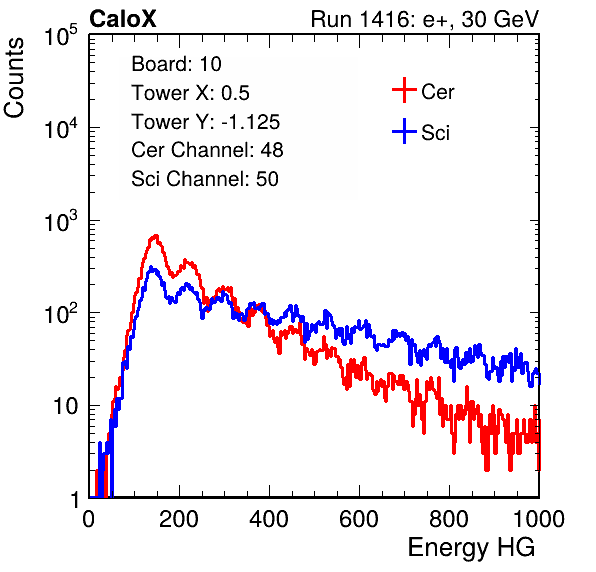 CaloX Run 1416: e+, 30 GeV
Counts
10^5
10^4
10^3
10^2
10
1
Board: 10
Tower X: 0.5
Tower Y: -1.125
Cer Channel: 48
Sci Channel: 50
Cer
Sci
0 200 400 600 800 1000
Energy HG